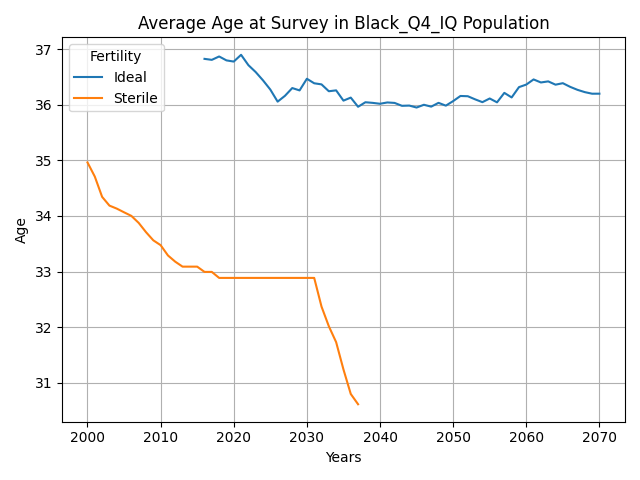 Average Age at Survey in Black_Q4_IQ Population
Fertility
Ideal
Sterile
Age
37
36
35
34
33
32
31
2000 2010 2020 2030 2040 2050 2060 2070
Years